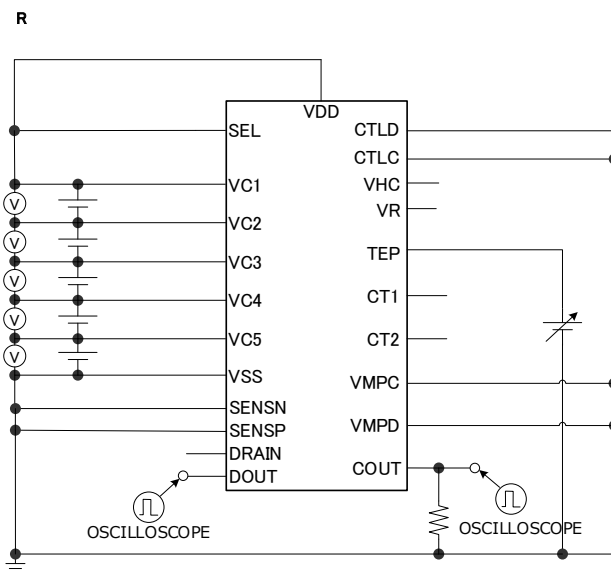 R
VDD
SEL
CTLD
CTLC
VC1
VHC
V
VR
VC2
V
TEP
VC3
V
VC4
CT1
V
VC5
CT2
V
VSS
VMPC
SENSN
SENSP
VMPD
DRAIN
DOUT
COUT
OSCILLOSCOPE
OSCILLOSCOPE